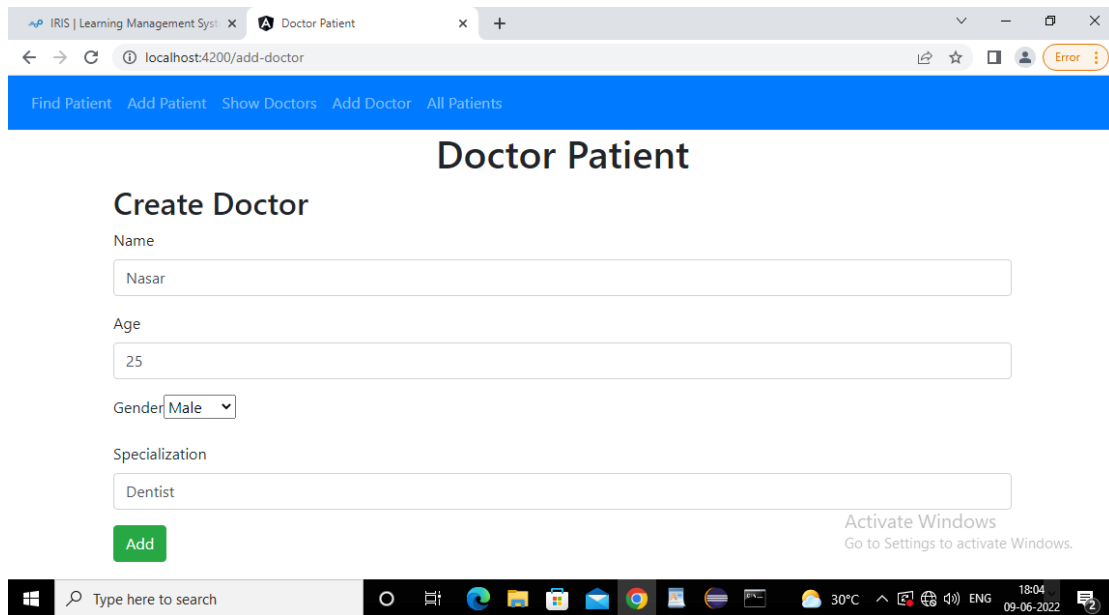 IRIS | Learning Management Syst
Doctor Patient
localhost:4200/add-doctor
Error
Find Patient Add Patient Show Doctors Add Doctor All Patients
Doctor Patient
Create Doctor
Name
Nasar
Age
25
Gender Male
Specialization
Dentist
Add
Activate Windows
Go to Settings to activate Windows.
Type here to search
30°C
ENG
18:04
09-06-2022
2